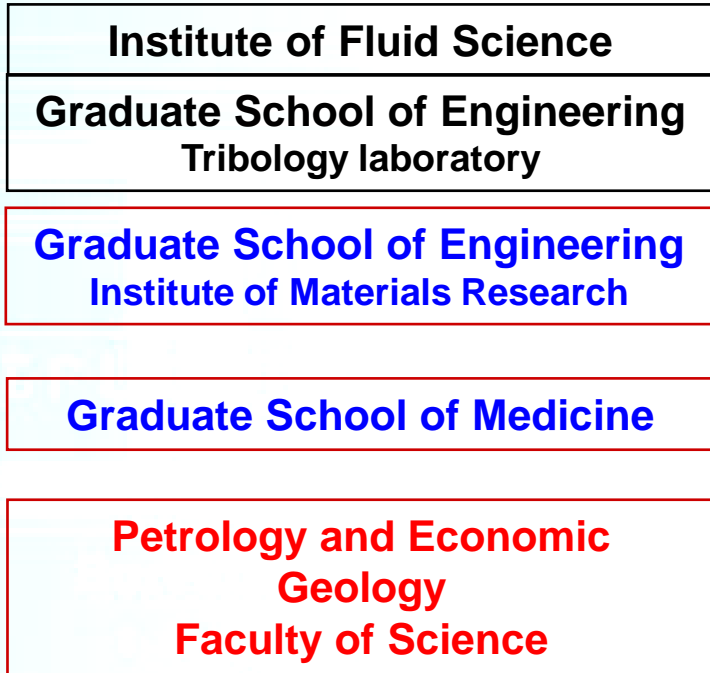 Institute of Fluid Science
Graduate School of Engineering
Tribology laboratory
Graduate School of Engineering
Institute of Materials Research
Graduate School of Medicine
Petrology and Economic
Geology
Faculty of Science